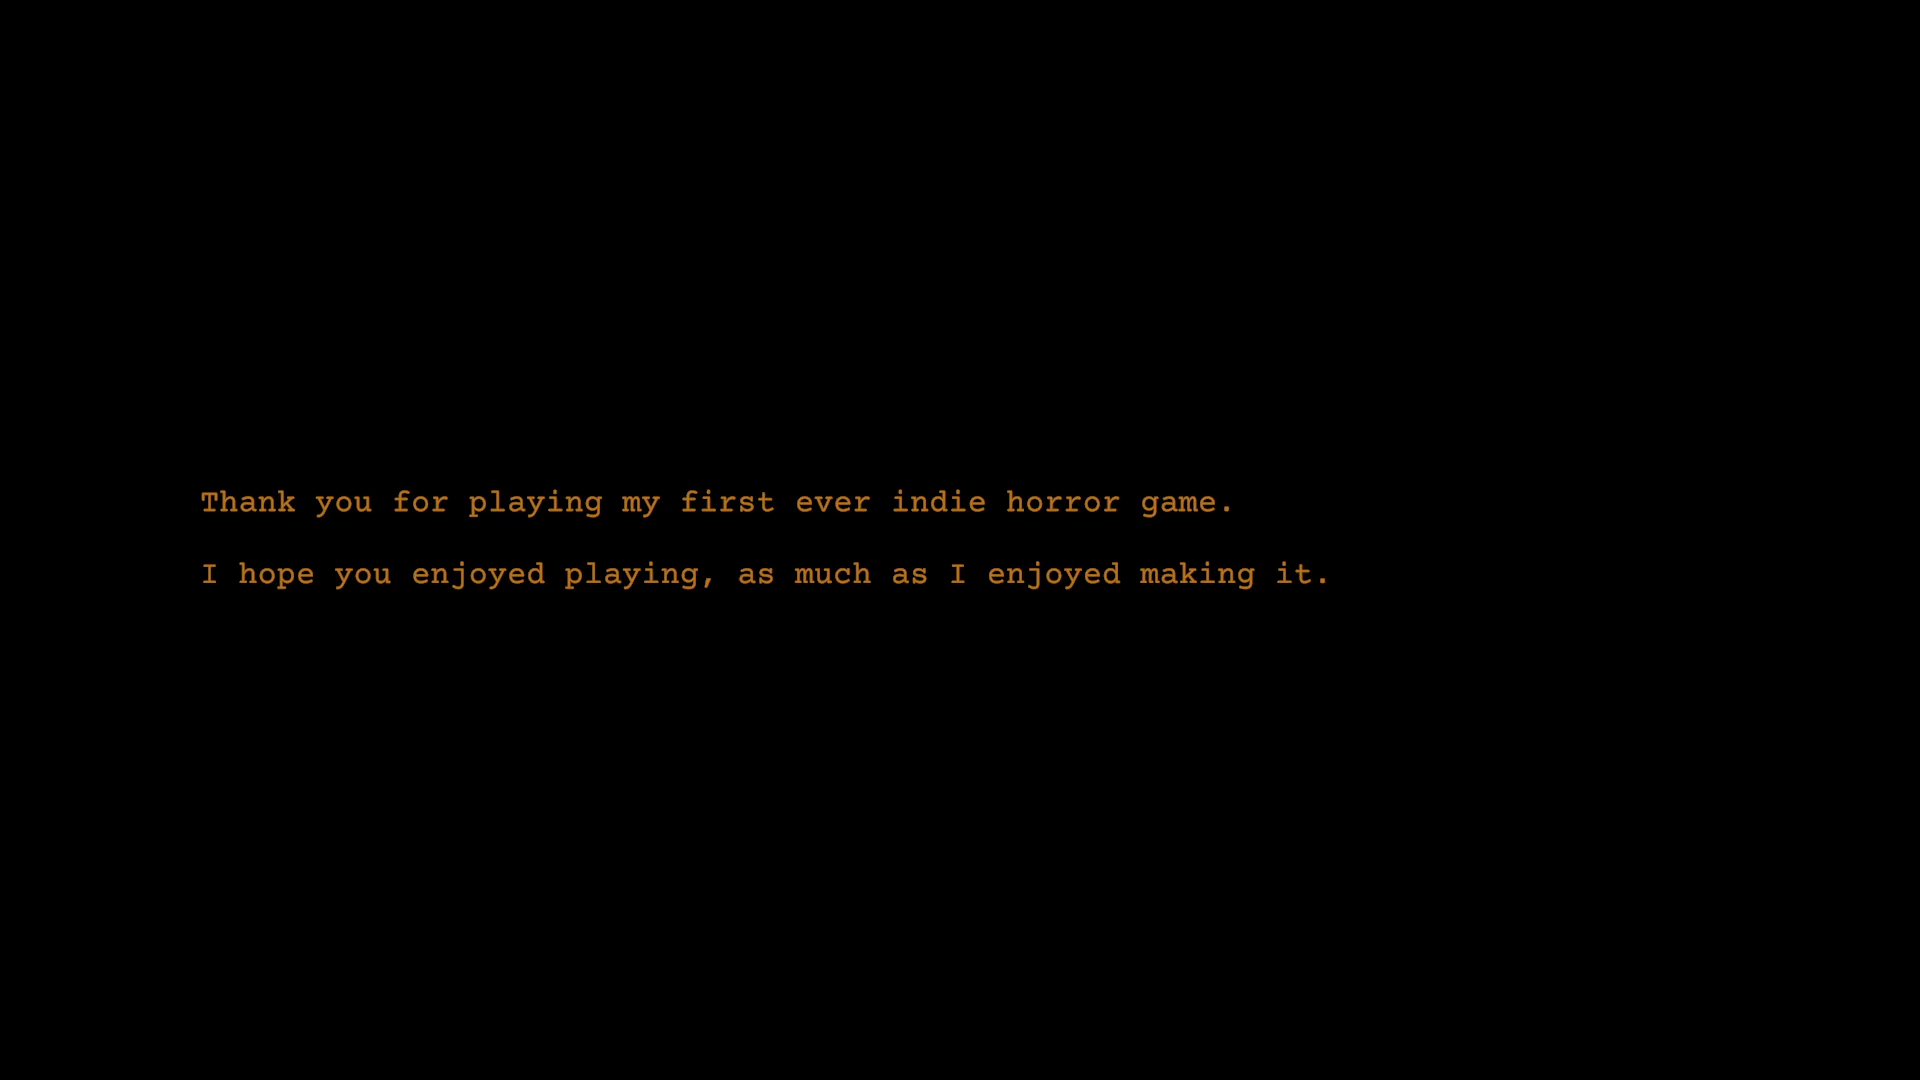 Thank you for playing my first ever indie horror game.
I hope you enjoyed playing, as much as I enjoyed making it.